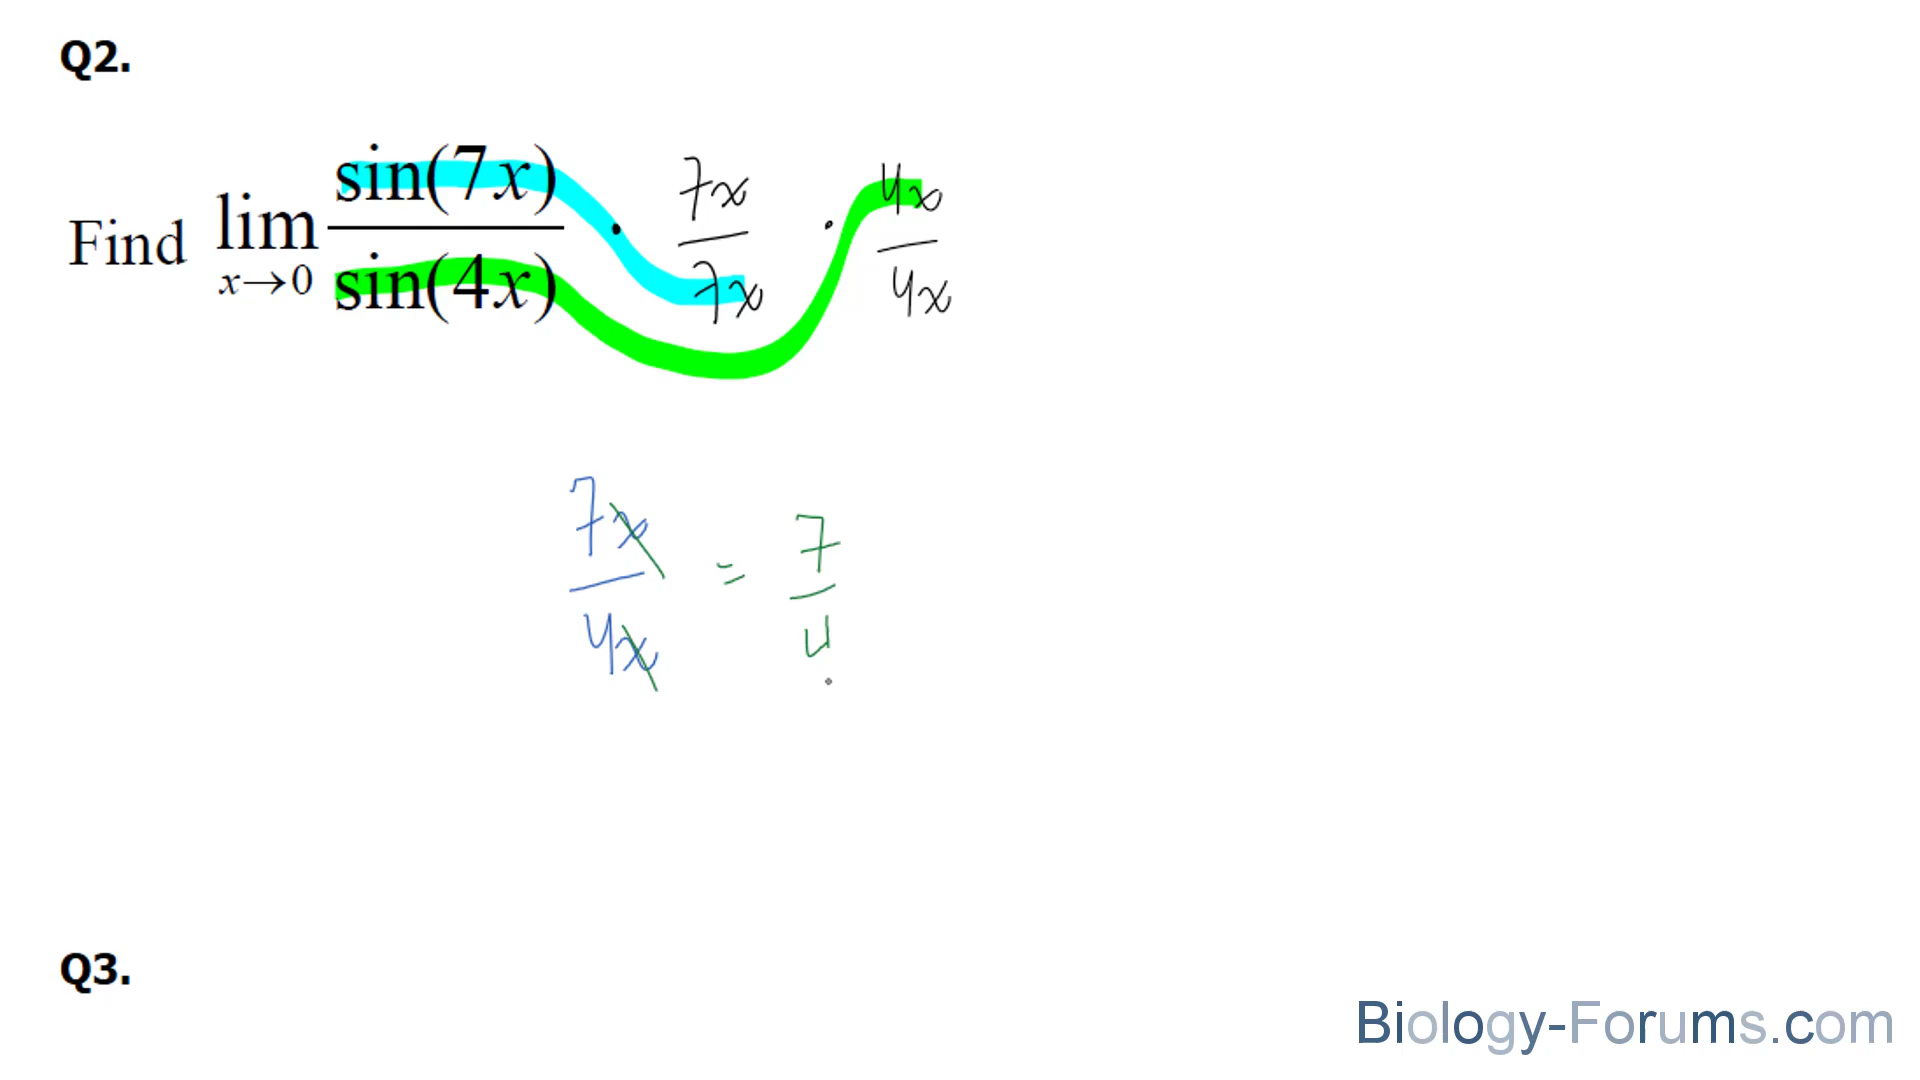 Q2.
Find lim x→0 sin(7x)/sin(4x) · 7x/7x · 4x/4x
7x/4x = 7/4
Q3.
Biology-Forums.com